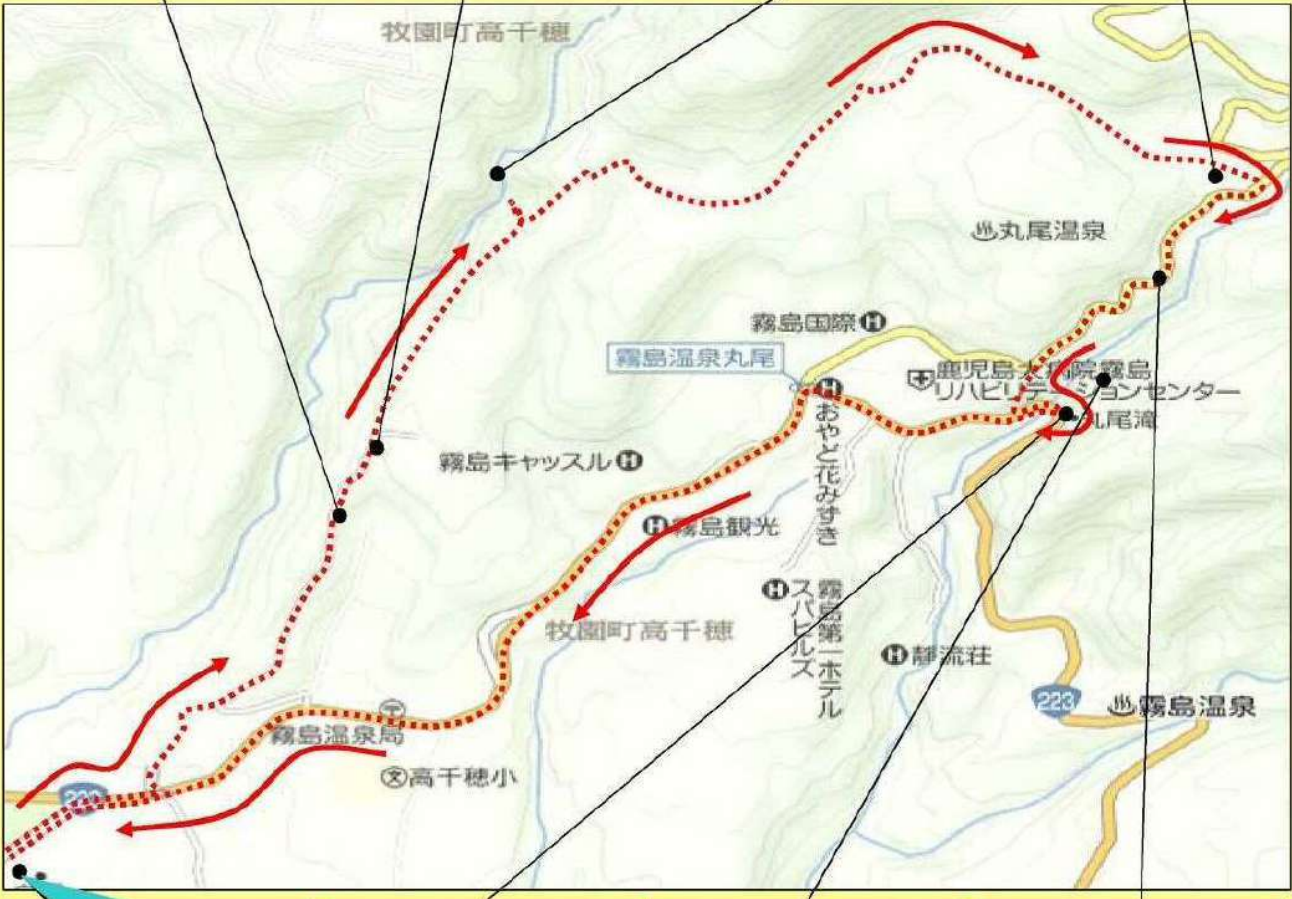 牧園町高千穂
丸尾温泉
霧島国際
霧島温泉丸尾
鹿児島大病院霧島
リハビリテーションセンター
丸尾滝
おやど花みずき
霧島キャッスル
霧島観光
霧島第一ホテル
スパヒルズ
牧園町高千穂
静流荘
223
霧島温泉
霧島温泉局
高千穂小
223